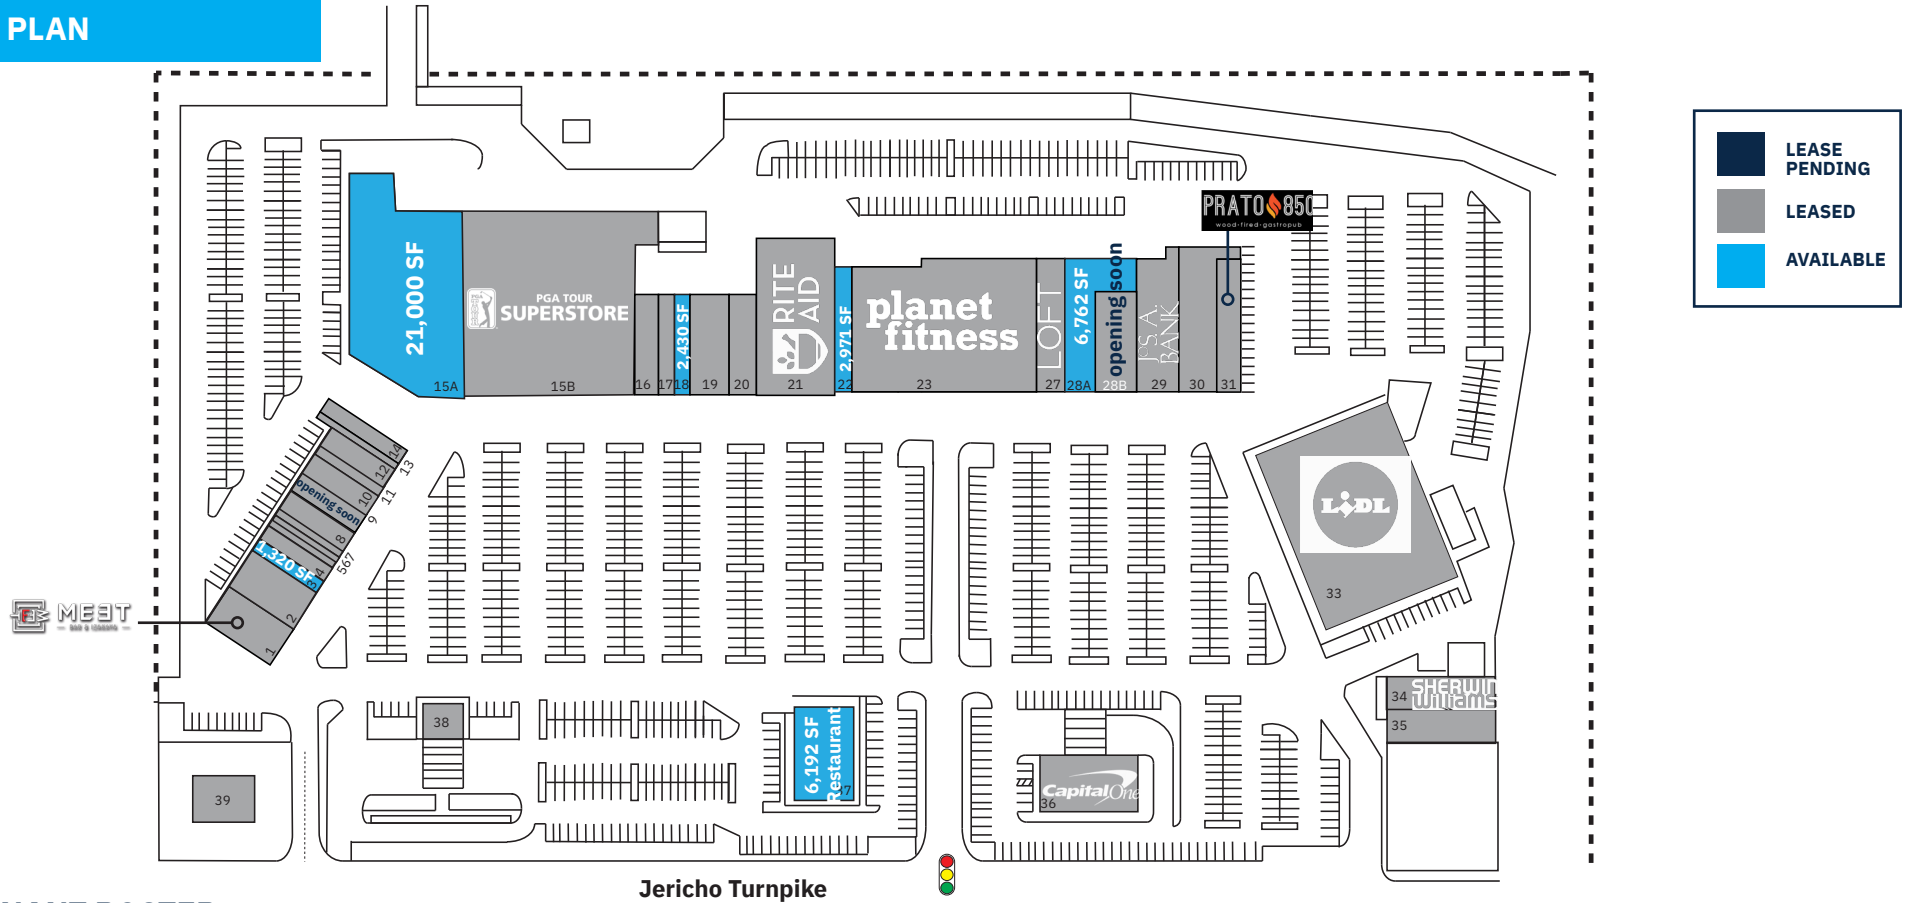 PLAN
LEASE
PENDING
LEASED
AVAILABLE
PRATO 850
wood-fired-gastropub
21,000 SF
15A
PGA TOUR
SUPERSTORE
15B
16
17
2,430 SF
18
19
20
RITE
AID
21
2,971 SF
22
planet
fitness
23
LOFT
27
6,762 SF
28A
opening soon
28B
BANK
29
30
31
14
13
12
11
10
opening soon
9
8
567
1,320 SF
4
3
2
1
MEET
LIDL
33
34
SHERWIN
WILLIAMS
35
38
39
6,192 SF
Restaurant
37
Capital One
36
Jericho Turnpike